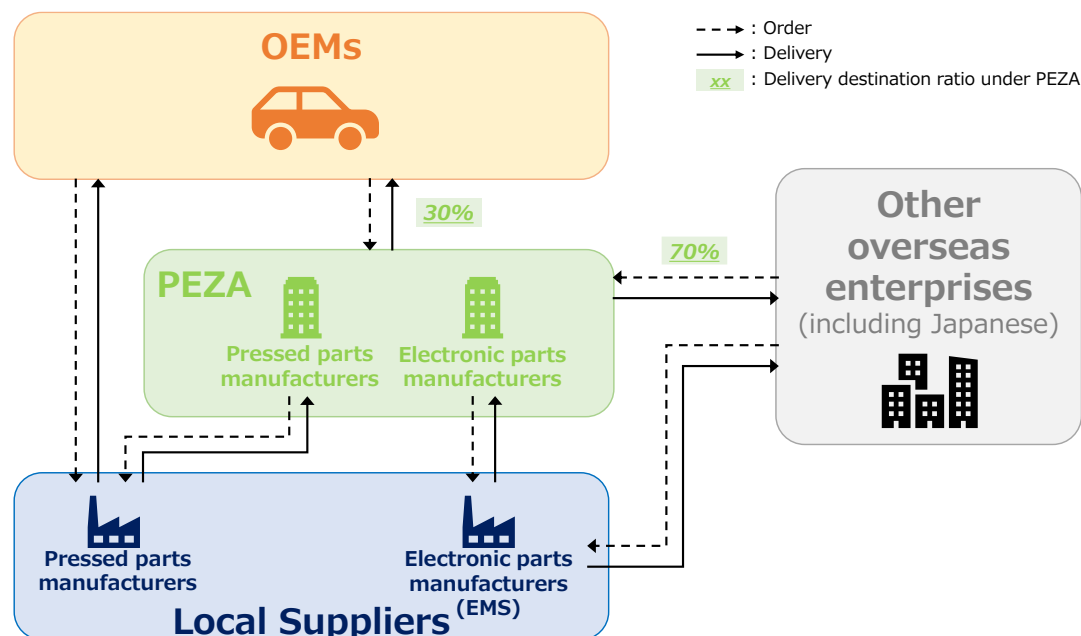 OEMs
: Order
: Delivery
xx : Delivery destination ratio under PEZA
30%
70%
Other
overseas
enterprises
(including Japanese)
PEZA
Pressed parts
manufacturers
Electronic parts
manufacturers
Pressed parts
manufacturers
Electronic parts
manufacturers
(EMS)
Local Suppliers